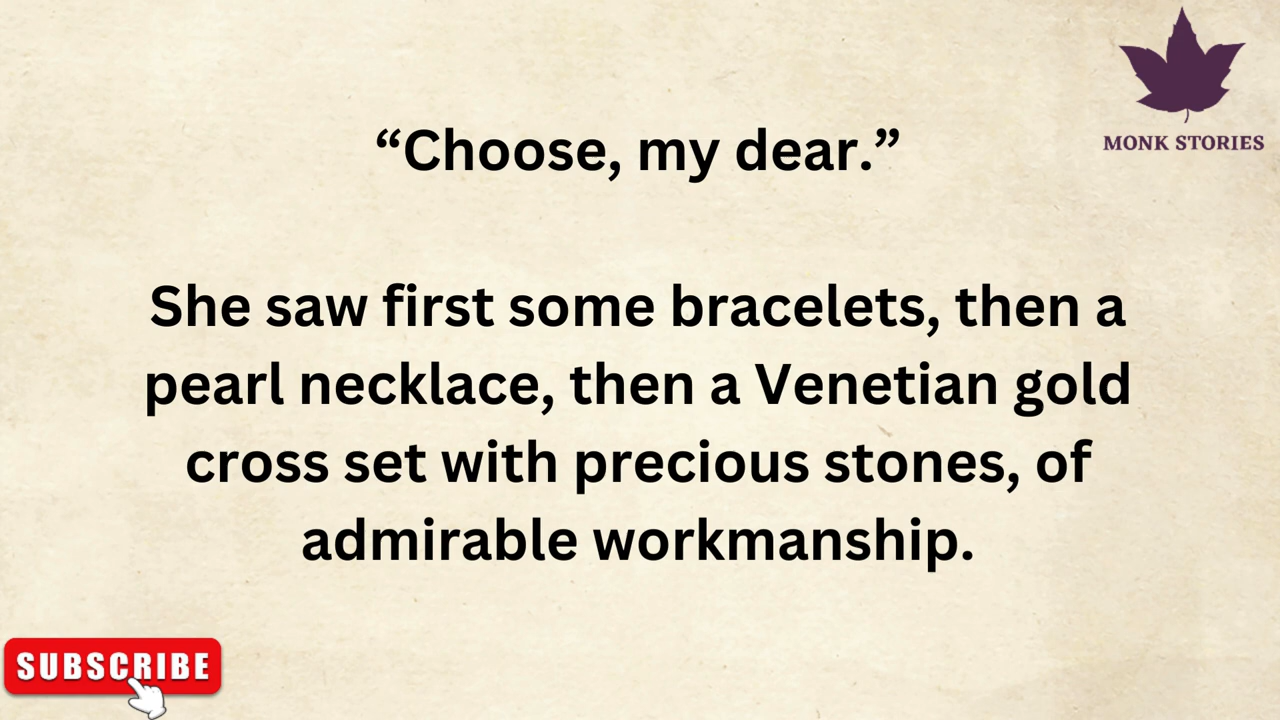 MONK STORIES
“Choose, my dear.”
She saw first some bracelets, then a
pearl necklace, then a Venetian gold
cross set with precious stones, of
admirable workmanship.
SUBSCRIBE